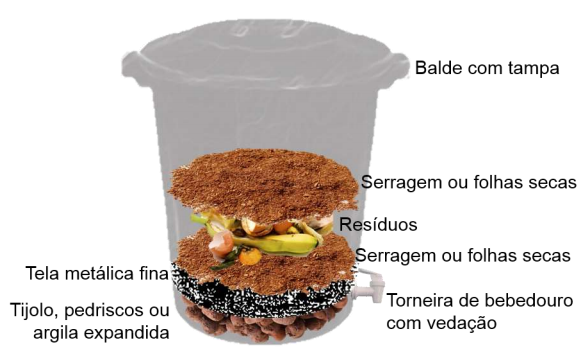 Balde com tampa
Serragem ou folhas secas
Resíduos
Serragem ou folhas secas
Tela metálica fina
Torneira de bebedouro
com vedação
Tijolo, pedriscos ou
argila expandida